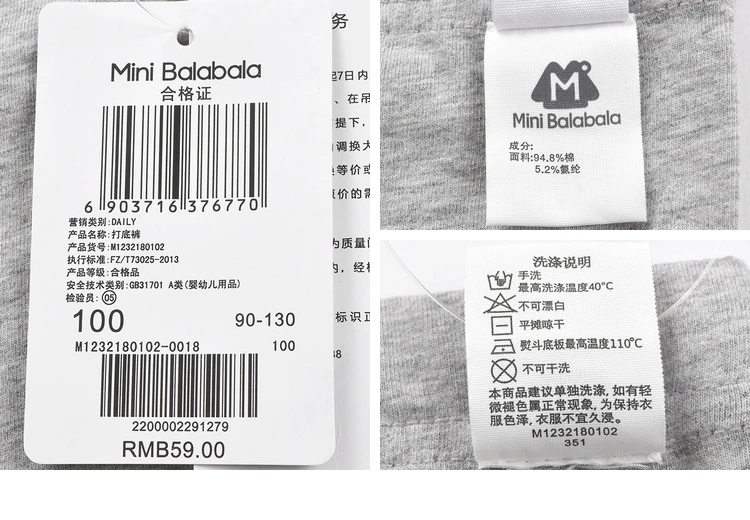 Mini Balabala
合格证
6 903716 376770
营销类别:DAILY
产品名称:打底裤
产品货号:M1232180102
执行标准:FZ/T73025-2013
产品等级:合格品
安全技术类别:GB31701 A类(婴幼儿用品)
检验员: 05
100 90-130
M1232180102-0018 100
2200002291279
RMB59.00
务
7日内
、在吊
提下,
调换大
等价或
原价的需
为质量问
内, 经检
标识正
88
M
Mini Balabala
成分:
面料:94.8%棉
5.2%氨纶
洗涤说明
手洗
最高洗涤温度40℃
不可漂白
平摊晾干
熨斗底板最高温度110℃
不可干洗
本商品建议单独洗涤, 如有轻
微褪色属正常现象, 为保持衣
服色泽, 衣服不宜久浸。
M1232180102
351